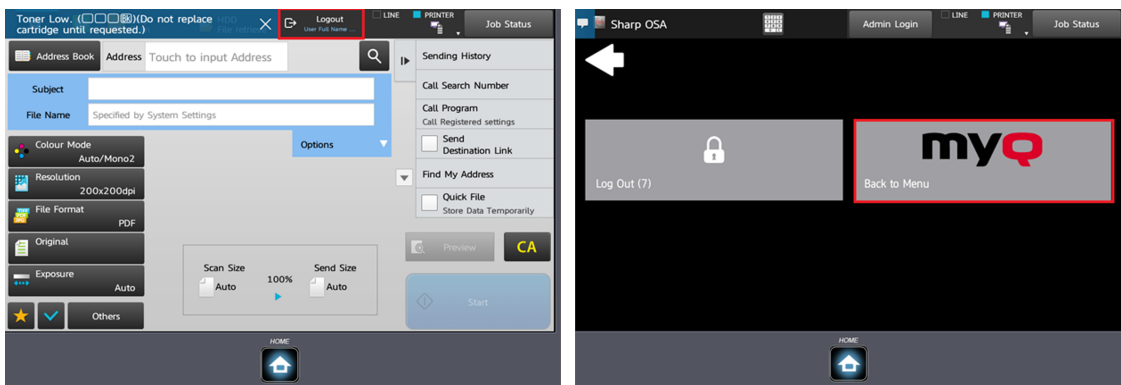 Toner Low. (□□□Bk)(Do not replace
cartridge until requested.)
Logout
User Full Name ...
LINE
PRINTER
Job Status
Address Book
Address
Touch to input Address
Subject
File Name
Specified by System Settings
Options
Colour Mode
Auto/Mono2
Resolution
200x200dpi
File Format
PDF
Original
Exposure
Auto
Others
Scan Size
Auto
100%
Send Size
Auto
Sending History
Call Search Number
Call Program
Call Registered settings
Send
Destination Link
Find My Address
Quick File
Store Data Temporarily
Preview
CA
Start
HOME
Sharp OSA
Admin Login
LINE
PRINTER
Job Status
Log Out (7)
myQ
Back to Menu
HOME